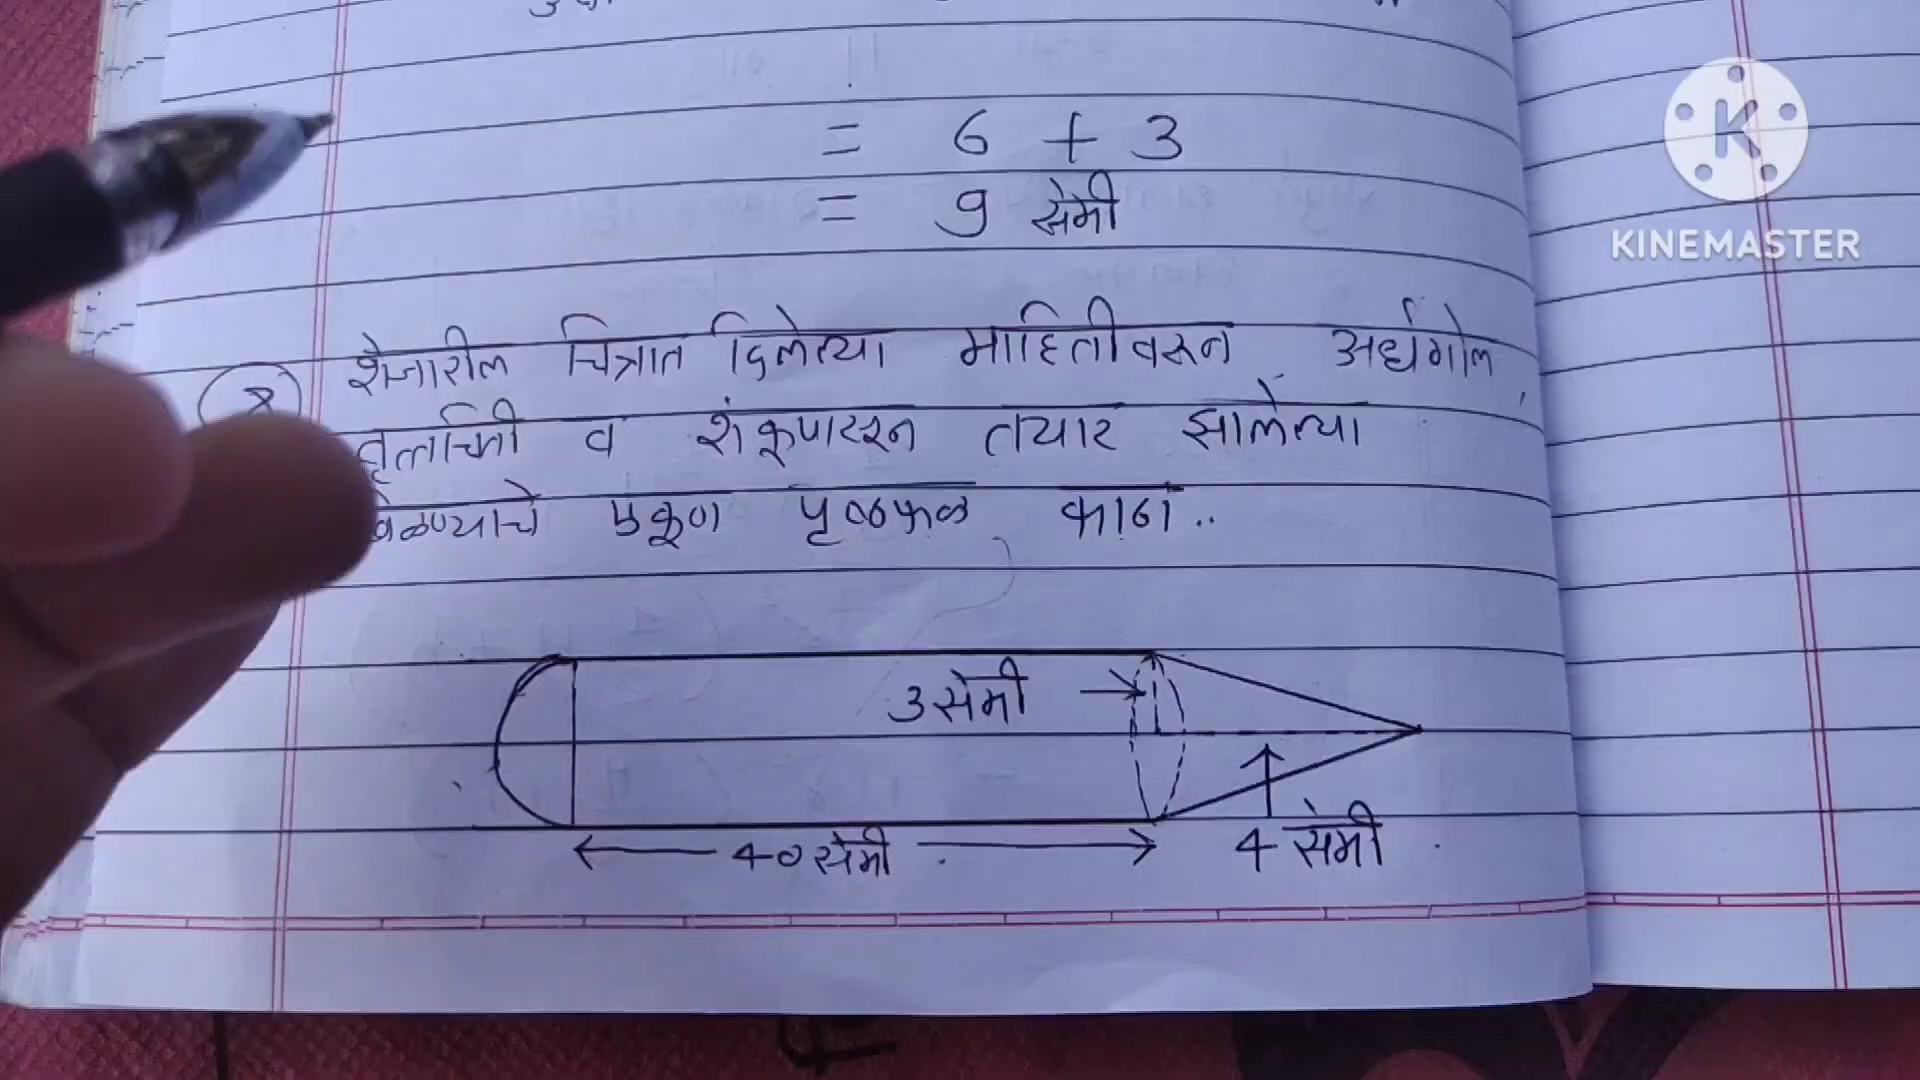 = 6 + 3
= 9 सेमी
KINEMASTER
शेजारील चित्रात दिलेल्या माहितीवरून अर्धगोल,
वृत्तचिती व शंकूपासून तयार झालेल्या
खेळण्याचे एकूण पृष्ठफळ काढा..
3 सेमी
40 सेमी
4 सेमी